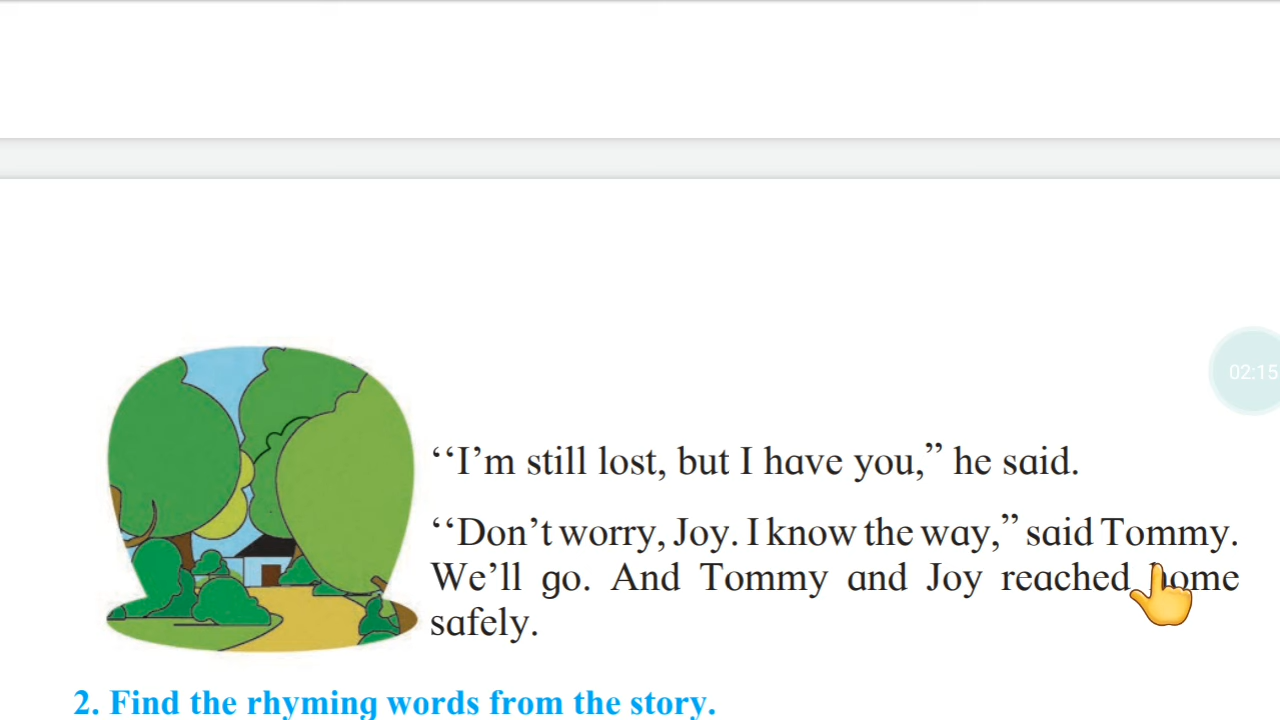 02:15
‘‘I’m still lost, but I have you,” he said.
‘‘Don’t worry, Joy. I know the way,” said Tommy.
We’ll go. And Tommy and Joy reached home
safely.
2. Find the rhyming words from the story.